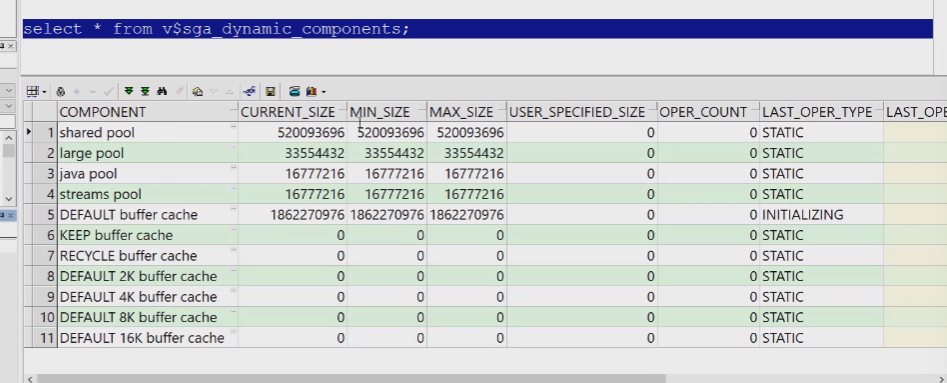 select * from v$sga_dynamic_components;
COMPONENT CURRENT_SIZE MIN_SIZE MAX_SIZE USER_SPECIFIED_SIZE OPER_COUNT LAST_OPER_TYPE LAST_OPE
1 shared pool 520093696 520093696 520093696 0 0 STATIC
2 large pool 33554432 33554432 33554432 0 0 STATIC
3 java pool 16777216 16777216 16777216 0 0 STATIC
4 streams pool 16777216 16777216 16777216 0 0 STATIC
5 DEFAULT buffer cache 1862270976 1862270976 1862270976 0 0 INITIALIZING
6 KEEP buffer cache 0 0 0 0 0 STATIC
7 RECYCLE buffer cache 0 0 0 0 0 STATIC
8 DEFAULT 2K buffer cache 0 0 0 0 0 STATIC
9 DEFAULT 4K buffer cache 0 0 0 0 0 STATIC
10 DEFAULT 8K buffer cache 0 0 0 0 0 STATIC
11 DEFAULT 16K buffer cache 0 0 0 0 0 STATIC